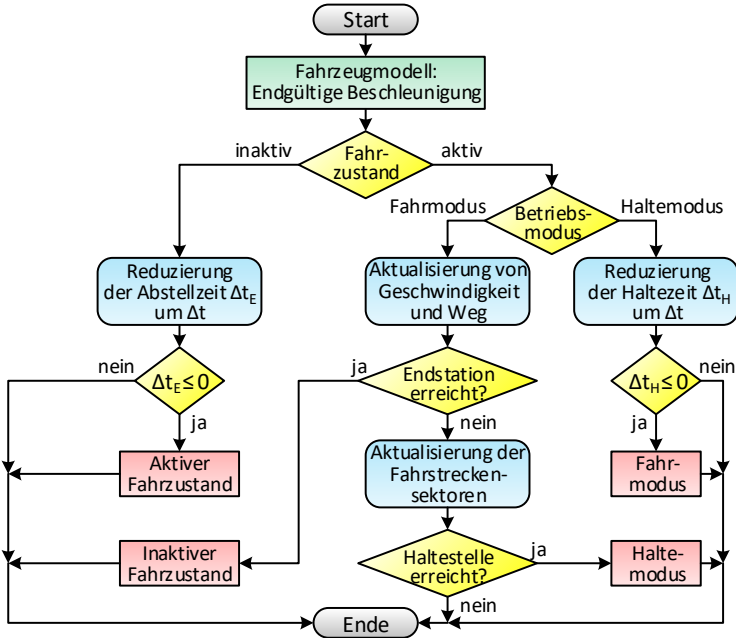 Start
Fahrzeugmodell:
Endgültige Beschleunigung
inaktiv
Fahr-
zustand
aktiv
Fahrmodus
Betriebs-
modus
Haltemodus
Reduzierung
der Abstellzeit Δt_E
um Δt
Aktualisierung von
Geschwindigkeit
und Weg
Reduzierung
der Haltezeit Δt_H
um Δt
nein
Δt_E ≤ 0
ja
ja
Endstation
erreicht?
nein
Δt_H ≤ 0
nein
ja
Aktiver
Fahrzustand
Aktualisierung der
Fahrstrecken-
sektoren
Fahr-
modus
Inaktiver
Fahrzustand
Haltestelle
erreicht?
ja
Halte-
modus
nein
Ende